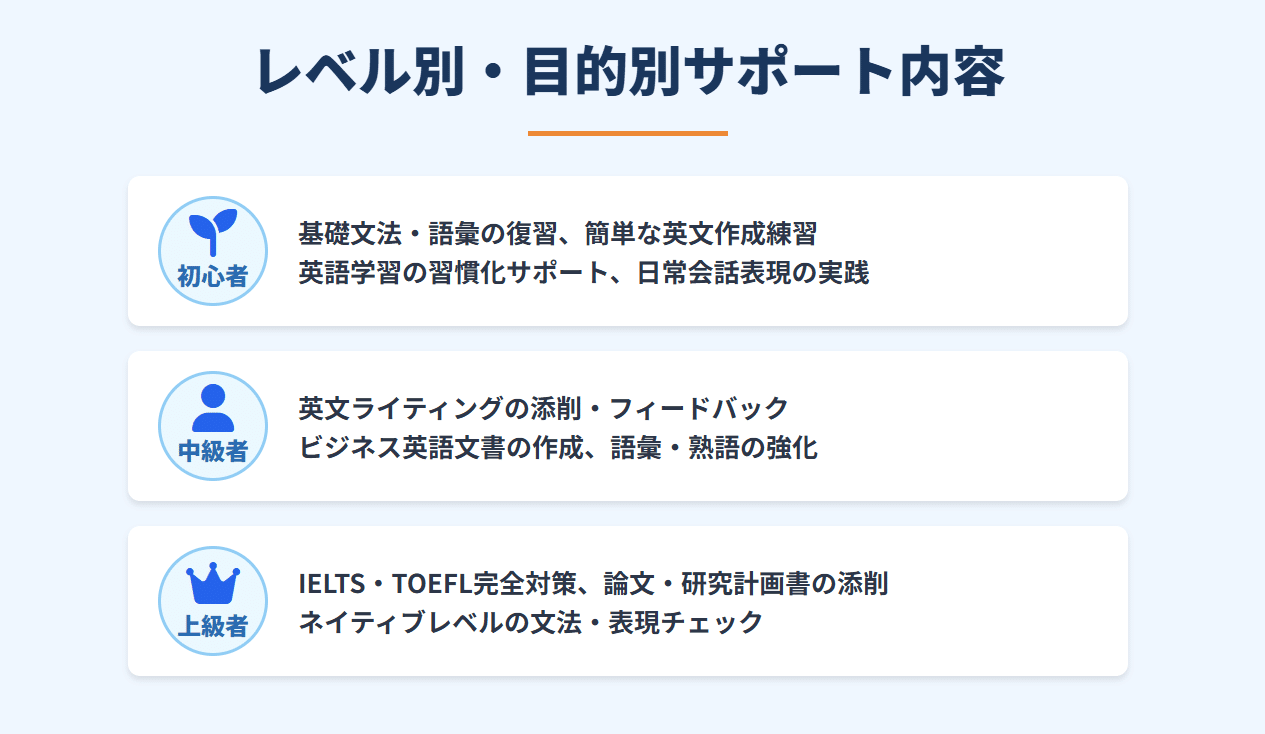 レベル別・目的別サポート内容
初心者
基礎文法・語彙の復習、簡単な英文作成練習
英語学習の習慣化サポート、日常会話表現の実践
中級者
英文ライティングの添削・フィードバック
ビジネス英語文書の作成、語彙・熟語の強化
上級者
IELTS・TOEFL完全対策、論文・研究計画書の添削
ネイティブレベルの文法・表現チェック